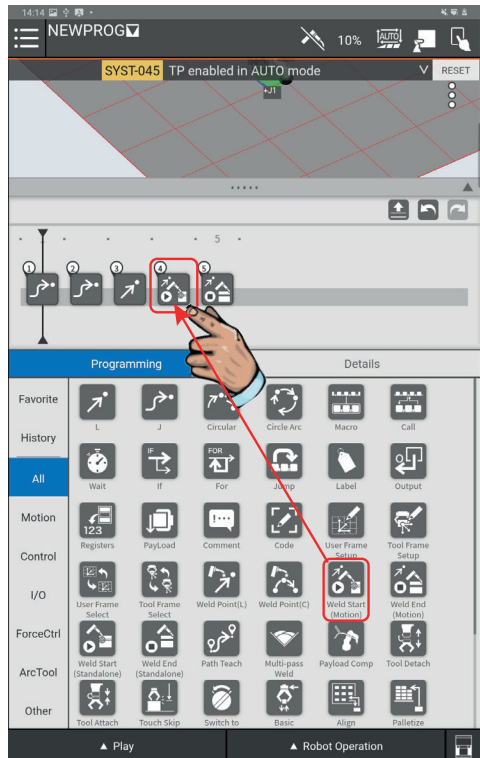 14:14
NEWPROG
10%
AUTO
SYST-045 TP enabled in AUTO mode
RESET
+J1
5
1 2 3 4 5
Programming
Details
Favorite
History
All
Motion
Control
I/O
ForceCtrl
ArcTool
Other
L
J
Circular
Circle Arc
Macro
Call
IF
FOR
Wait
If
For
Jump
Label
Output
123
Registers
PayLoad
Comment
Code
User Frame
Setup
Tool Frame
Setup
User Frame
Select
Tool Frame
Select
Weld Point(L)
Weld Point(C)
Weld Start
(Motion)
Weld End
(Motion)
Weld Start
(Standalone)
Weld End
(Standalone)
Path Teach
Multi-pass
Weld
Payload Comp
Tool Detach
Tool Attach
Touch Skip
Switch to
Basic
Align
Palletize
Play
Robot Operation